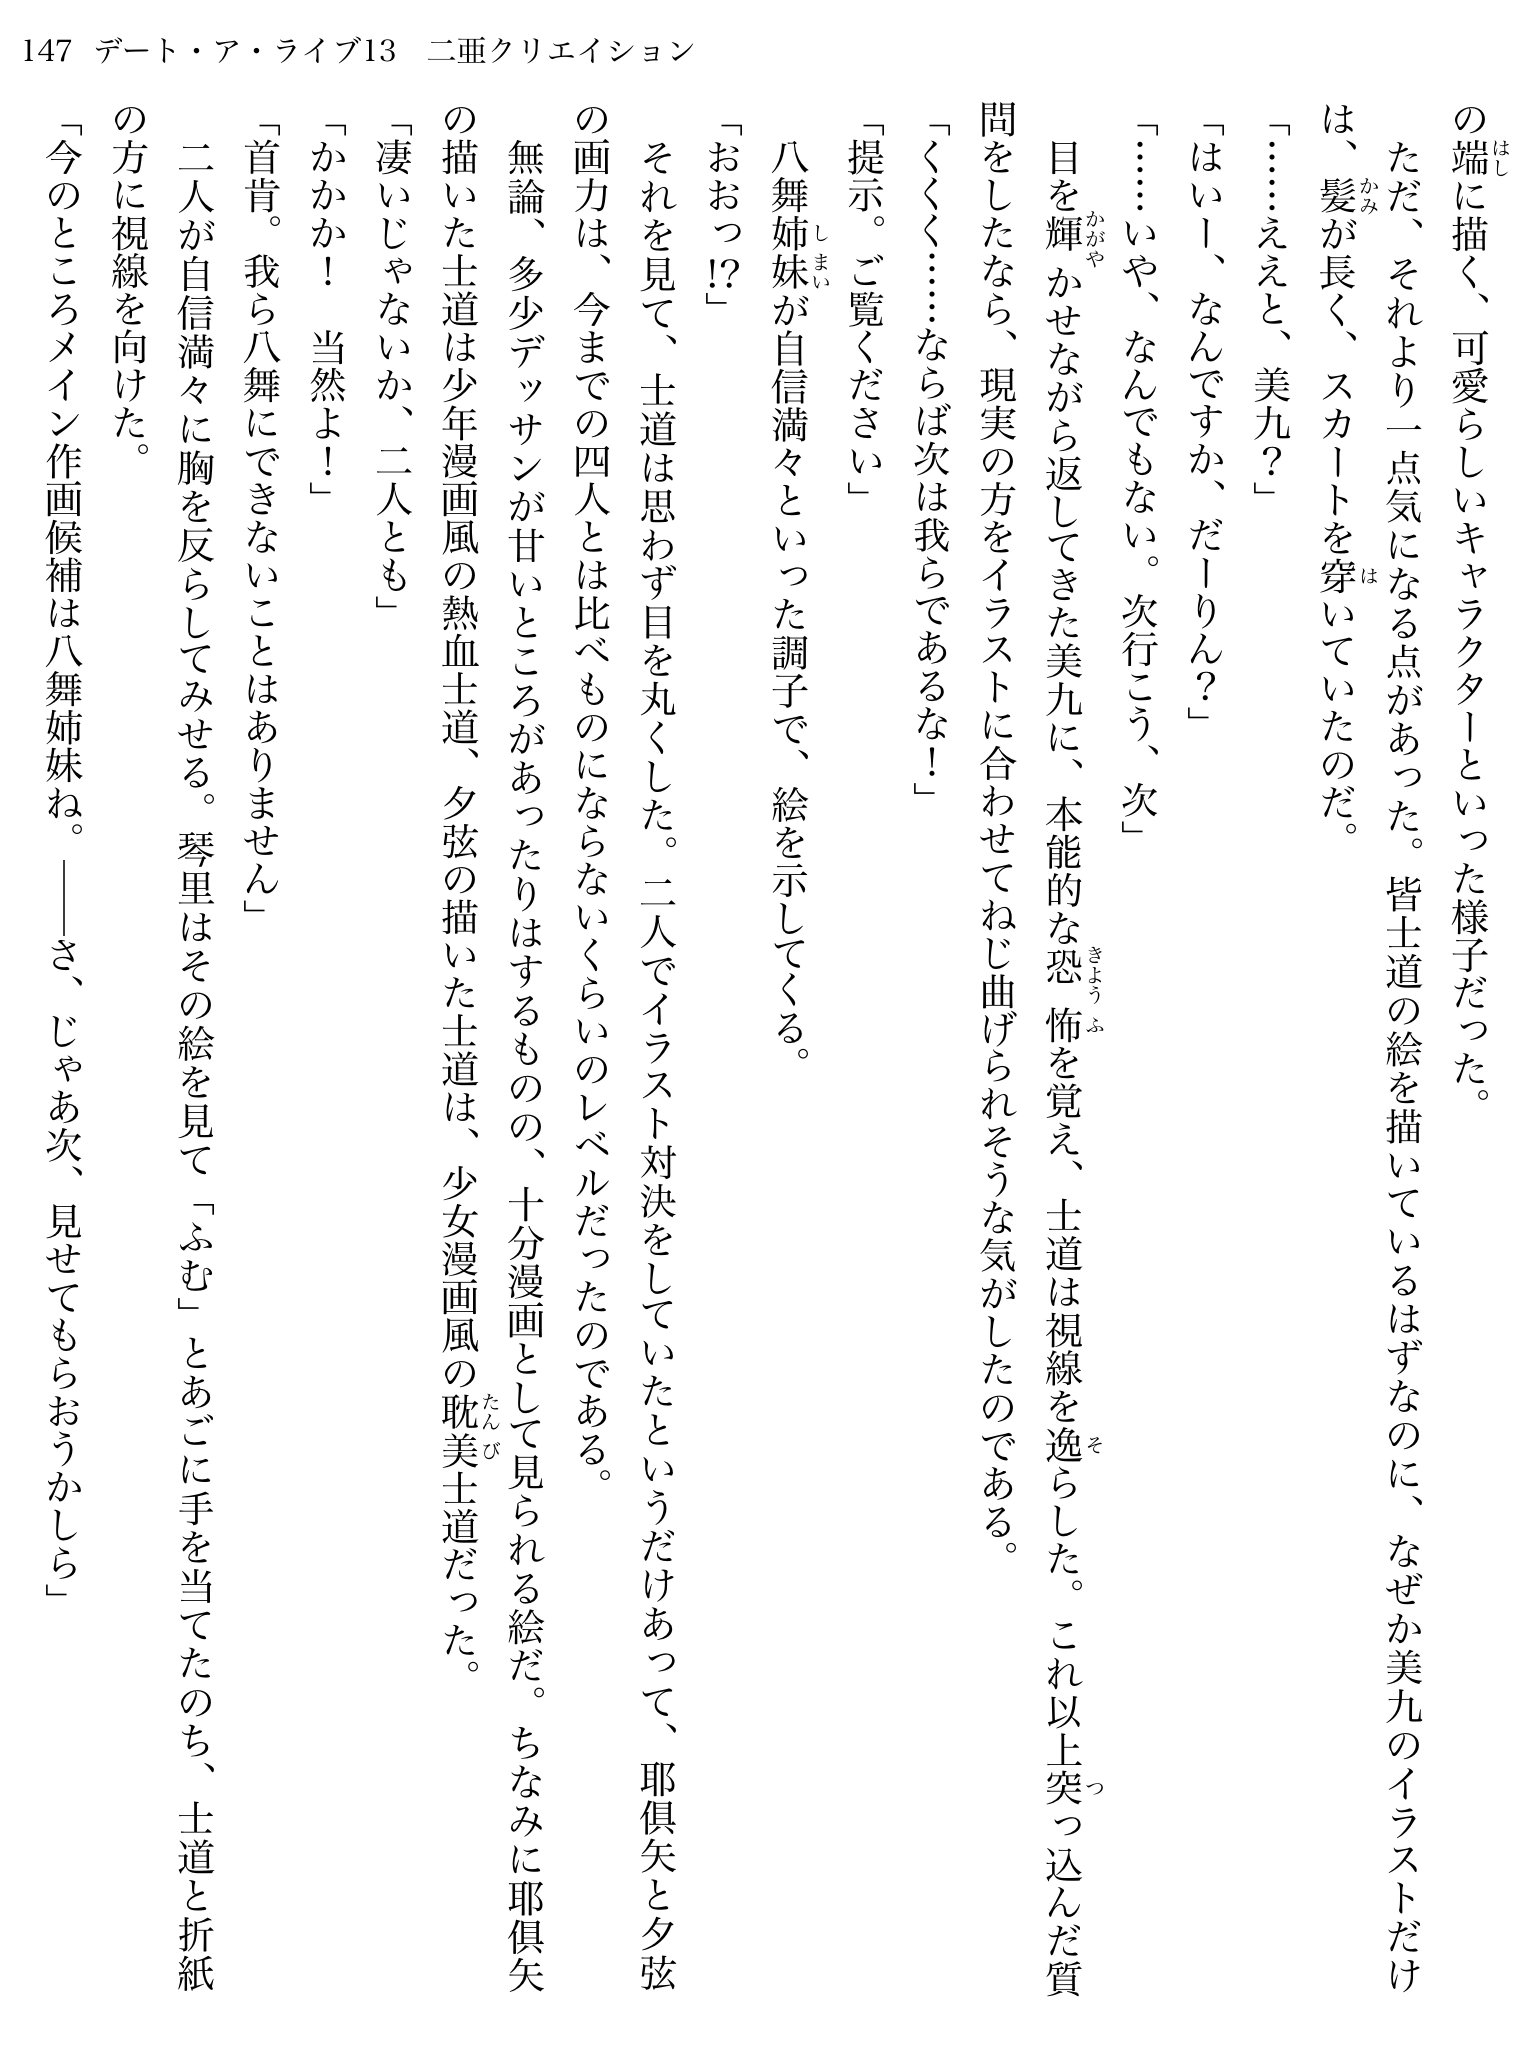 147 デート・ア・ライブ13　二亜クリエイション
の端に描く、可愛らしいキャラクターといった様子だった。
　ただ、それより一点気になる点があった。皆士道の絵を描いているはずなのに、なぜか美九のイラストだけ
は、髪が長く、スカートを穿いていたのだ。
「……ええと、美九？」
「はいー、なんですか、だーりん？」
「……いや、なんでもない。次行こう、次」
　目を輝かせながら返してきた美九に、本能的な恐怖を覚え、士道は視線を逸らした。これ以上突っ込んだ質
問をしたなら、現実の方をイラストに合わせてねじ曲げられそうな気がしたのである。
「くくく……ならば次は我らであるな！」
「提示。ご覧ください」
　八舞姉妹が自信満々といった調子で、絵を示してくる。
「おおっ!?」
　それを見て、士道は思わず目を丸くした。二人でイラスト対決をしていたというだけあって、耶倶矢と夕弦
の画力は、今までの四人とは比べものにならないくらいのレベルだったのである。
　無論、多少デッサンが甘いところがあったりはするものの、十分漫画として見られる絵だ。ちなみに耶倶矢
の描いた士道は少年漫画風の熱血士道、夕弦の描いた士道は、少女漫画風の耽美士道だった。
「凄いじゃないか、二人とも」
「かかか！　当然よ！」
「首肯。我ら八舞にできないことはありません」
　二人が自信満々に胸を反らしてみせる。琴里はその絵を見て「ふむ」とあごに手を当てたのち、士道と折紙
の方に視線を向けた。
「今のところメイン作画候補は八舞姉妹ね。――さ、じゃあ次、見せてもらおうかしら」